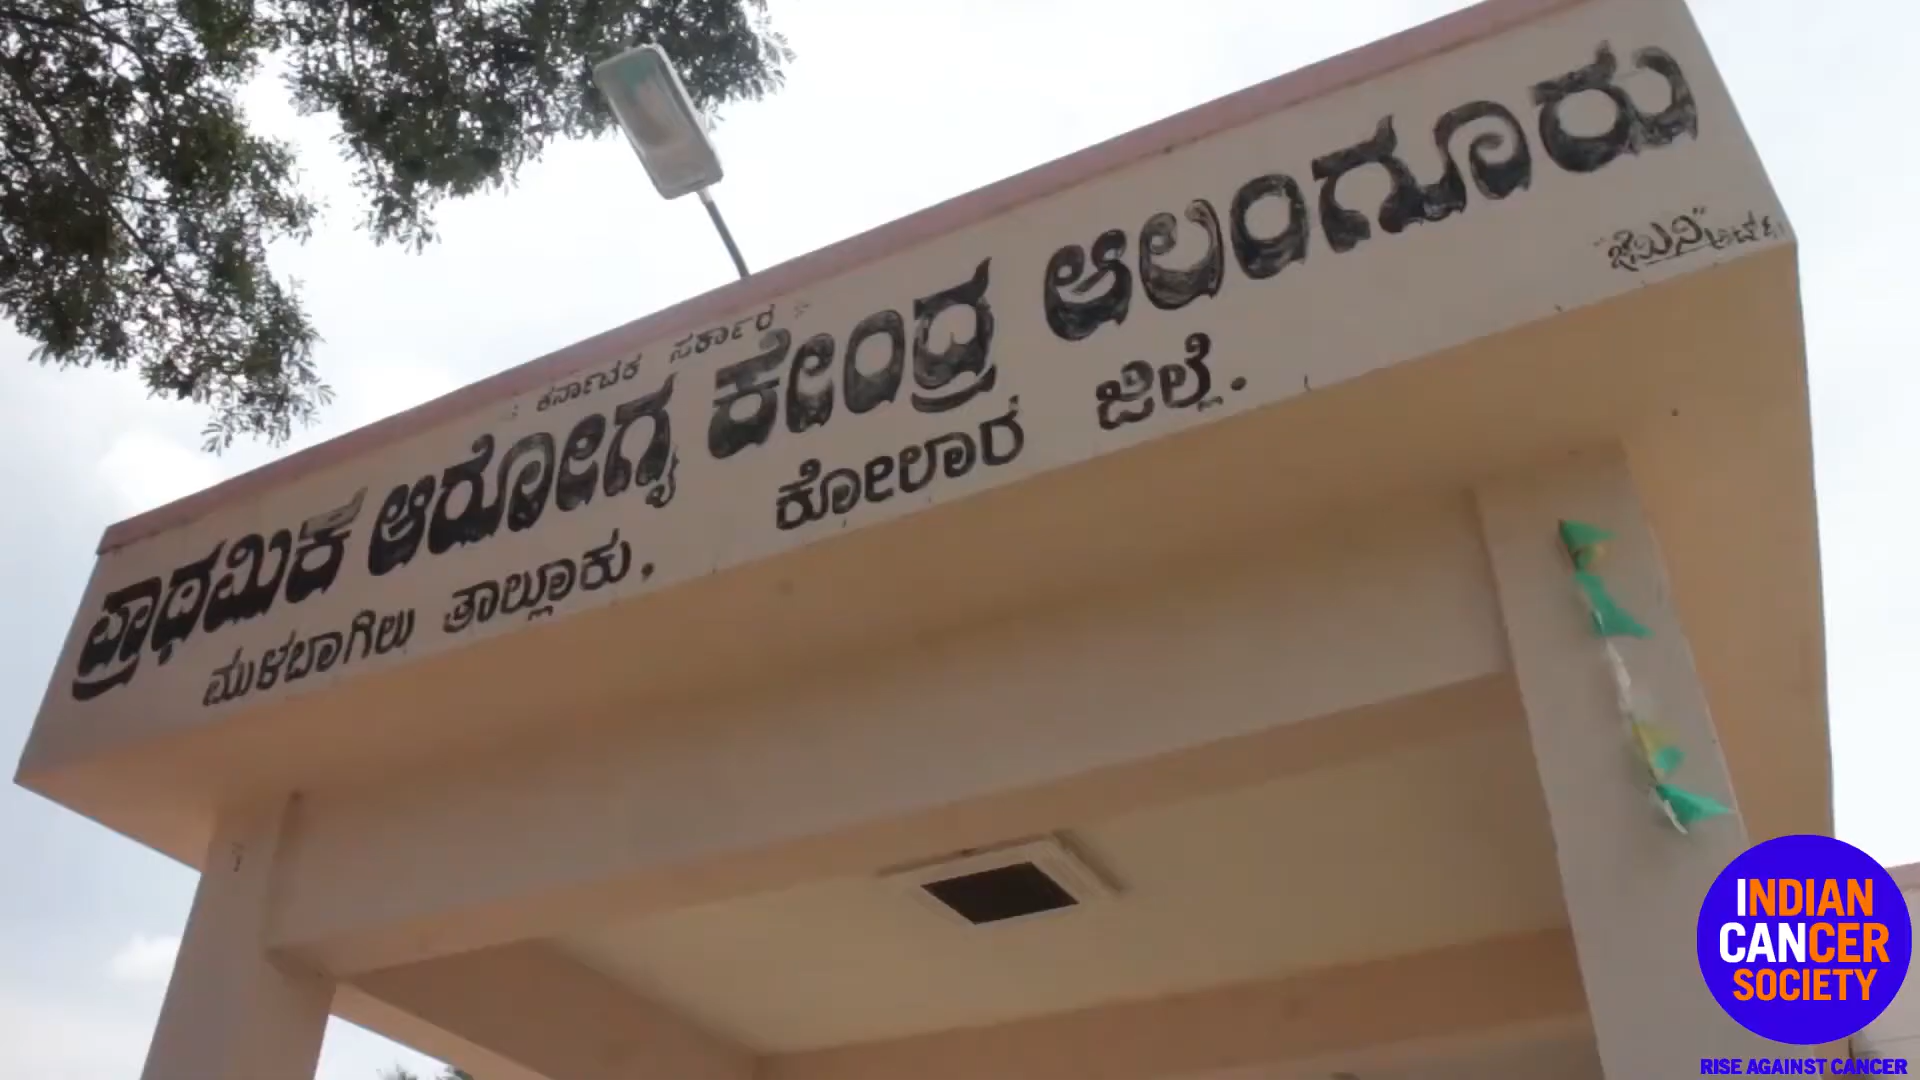 ಕರ್ನಾಟಕ ಸರ್ಕಾರ
ಪ್ರಾಥಮಿಕ ಆರೋಗ್ಯ ಕೇಂದ್ರ ಆಲಂಗೂರು
ಮುಳಬಾಗಿಲು ತಾಲ್ಲೂಕು. ಕೋಲಾರ ಜಿಲ್ಲೆ.
"ಜೆಮಿನಿ"
INDIAN
CANCER
SOCIETY
RISE AGAINST CANCER